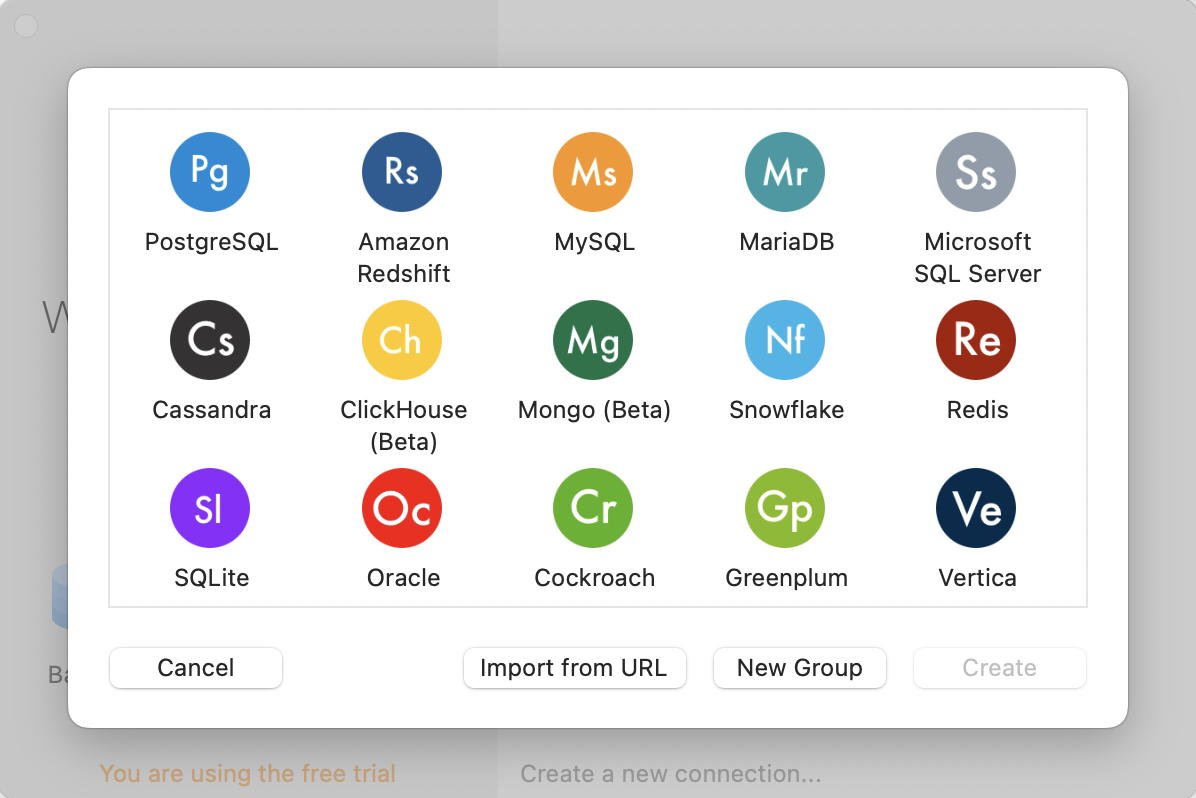 Pg
Rs
Ms
Mr
Ss
PostgreSQL
Amazon
Redshift
MySQL
MariaDB
Microsoft
SQL Server
Cs
Ch
Mg
Nf
Re
Cassandra
ClickHouse
(Beta)
Mongo (Beta)
Snowflake
Redis
Sl
Oc
Cr
Gp
Ve
SQLite
Oracle
Cockroach
Greenplum
Vertica
Cancel
Import from URL
New Group
Create
You are using the free trial
Create a new connection...